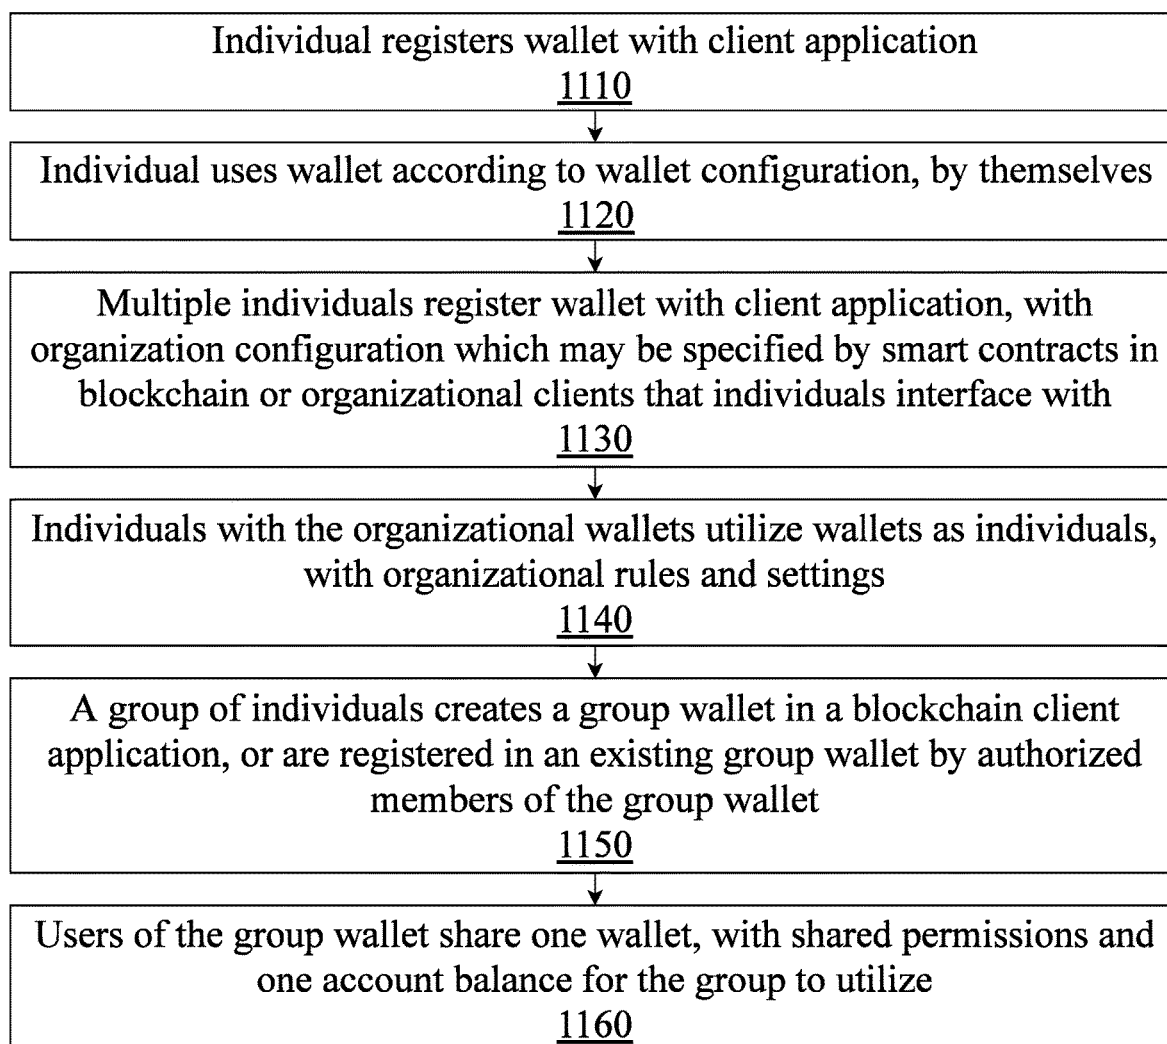 Individual registers wallet with client application
1110
Individual uses wallet according to wallet configuration, by themselves
1120
Multiple individuals register wallet with client application, with
organization configuration which may be specified by smart contracts in
blockchain or organizational clients that individuals interface with
1130
Individuals with the organizational wallets utilize wallets as individuals,
with organizational rules and settings
1140
A group of individuals creates a group wallet in a blockchain client
application, or are registered in an existing group wallet by authorized
members of the group wallet
1150
Users of the group wallet share one wallet, with shared permissions and
one account balance for the group to utilize
1160